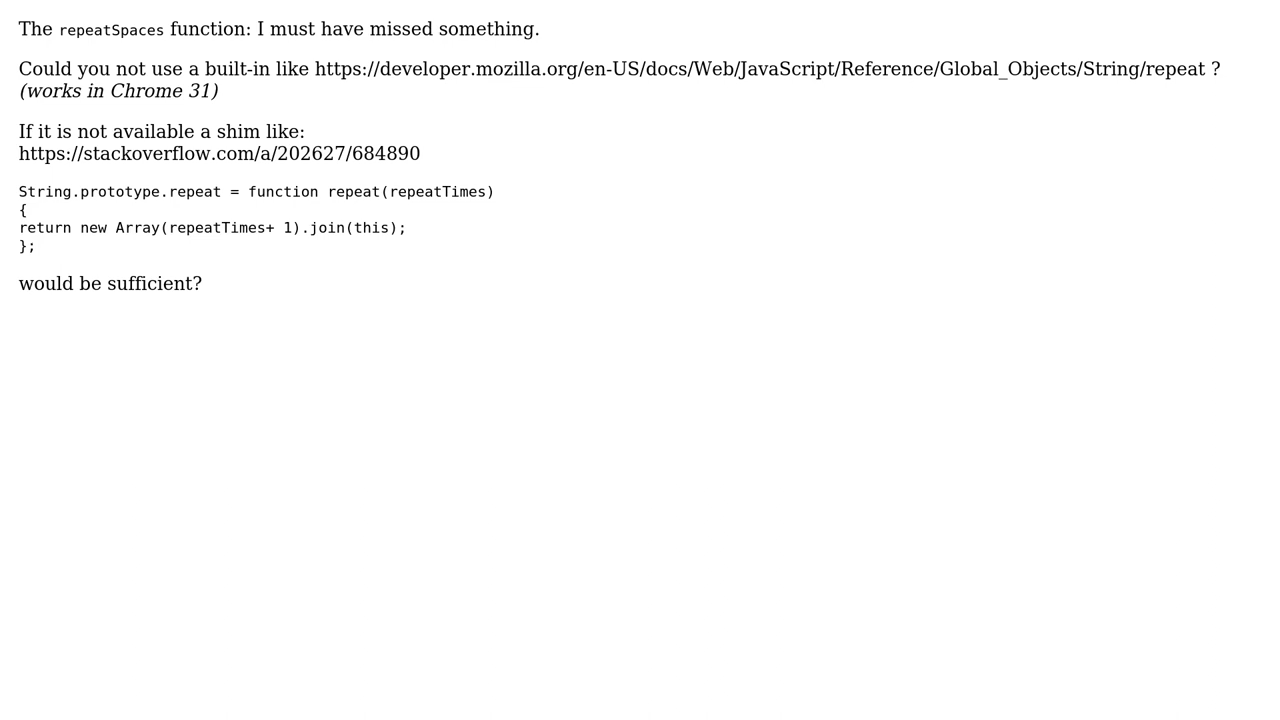 The repeatSpaces function: I must have missed something.
Could you not use a built-in like https://developer.mozilla.org/en-US/docs/Web/JavaScript/Reference/Global_Objects/String/repeat ?
(works in Chrome 31)
If it is not available a shim like:
https://stackoverflow.com/a/202627/684890
String.prototype.repeat = function repeat(repeatTimes)
{
return new Array(repeatTimes+ 1).join(this);
};
would be sufficient?